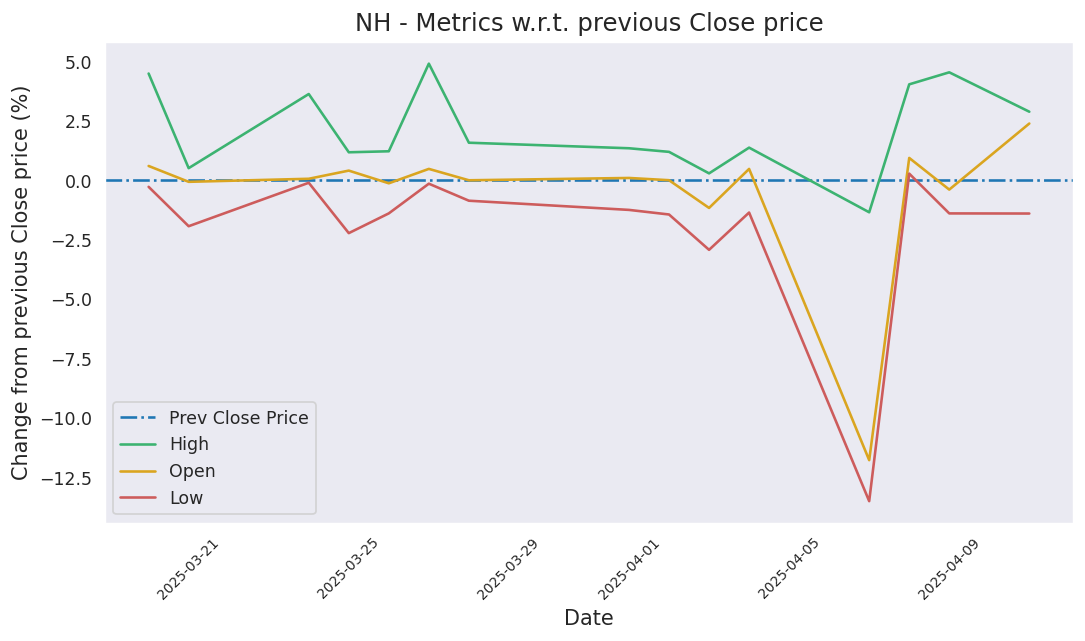 NH - Metrics w.r.t. previous Close price
Change from previous Close price (%)
5.0
2.5
0.0
−2.5
−5.0
−7.5
−10.0
−12.5
Prev Close Price
High
Open
Low
2025-03-21
2025-03-25
2025-03-29
2025-04-01
2025-04-05
2025-04-09
Date